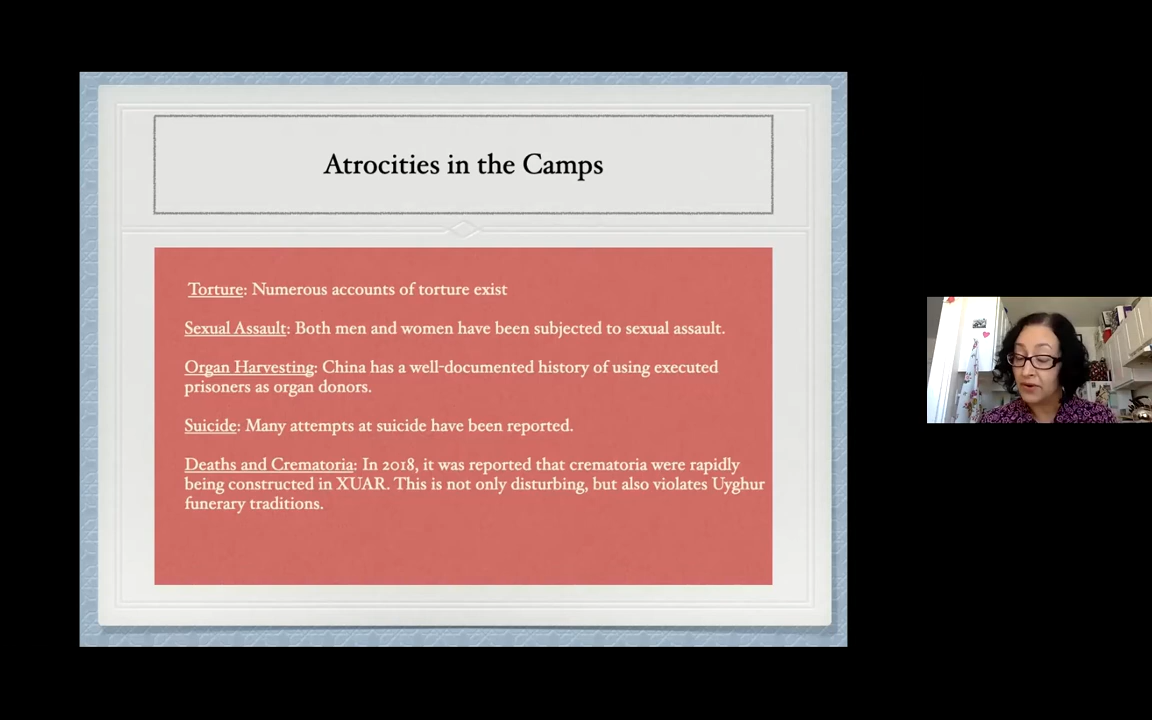 Atrocities in the Camps
Torture: Numerous accounts of torture exist
Sexual Assault: Both men and women have been subjected to sexual assault.
Organ Harvesting: China has a well-documented history of using executed
prisoners as organ donors.
Suicide: Many attempts at suicide have been reported.
Deaths and Crematoria: In 2018, it was reported that crematoria were rapidly
being constructed in XUAR. This is not only disturbing, but also violates Uyghur
funerary traditions.